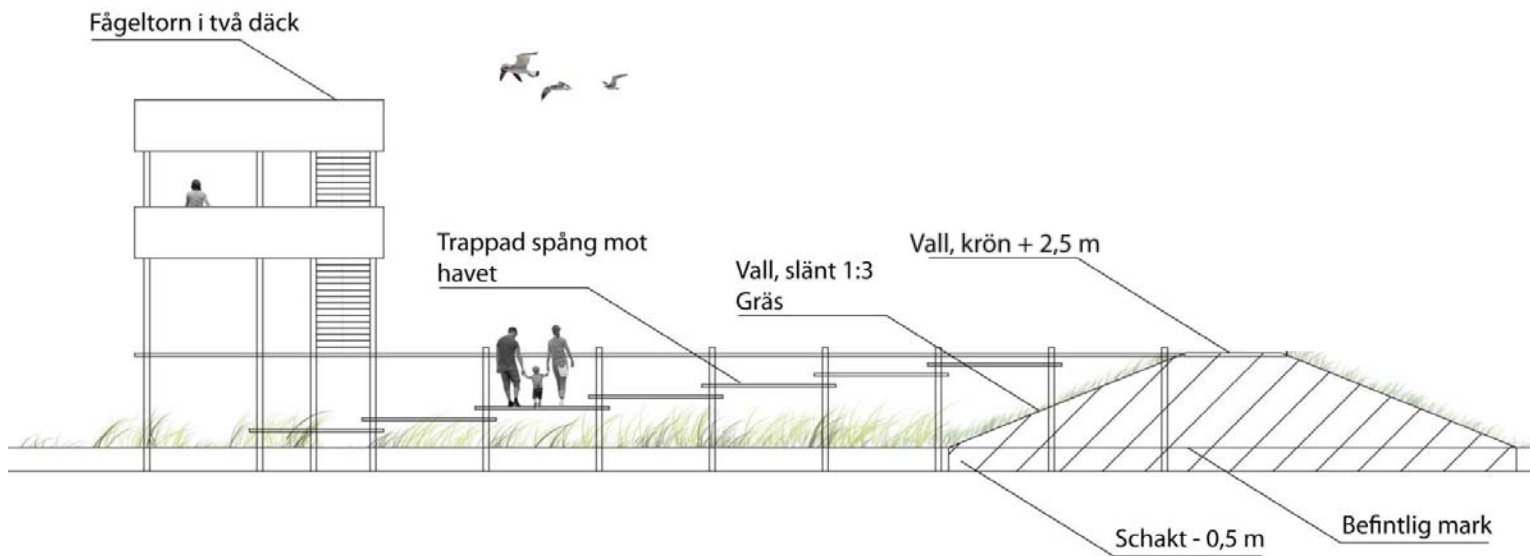 Fågeltorn i två däck
Trappad spång mot
havet
Vall, slänt 1:3
Gräs
Vall, krön + 2,5 m
Schakt - 0,5 m
Befintlig mark